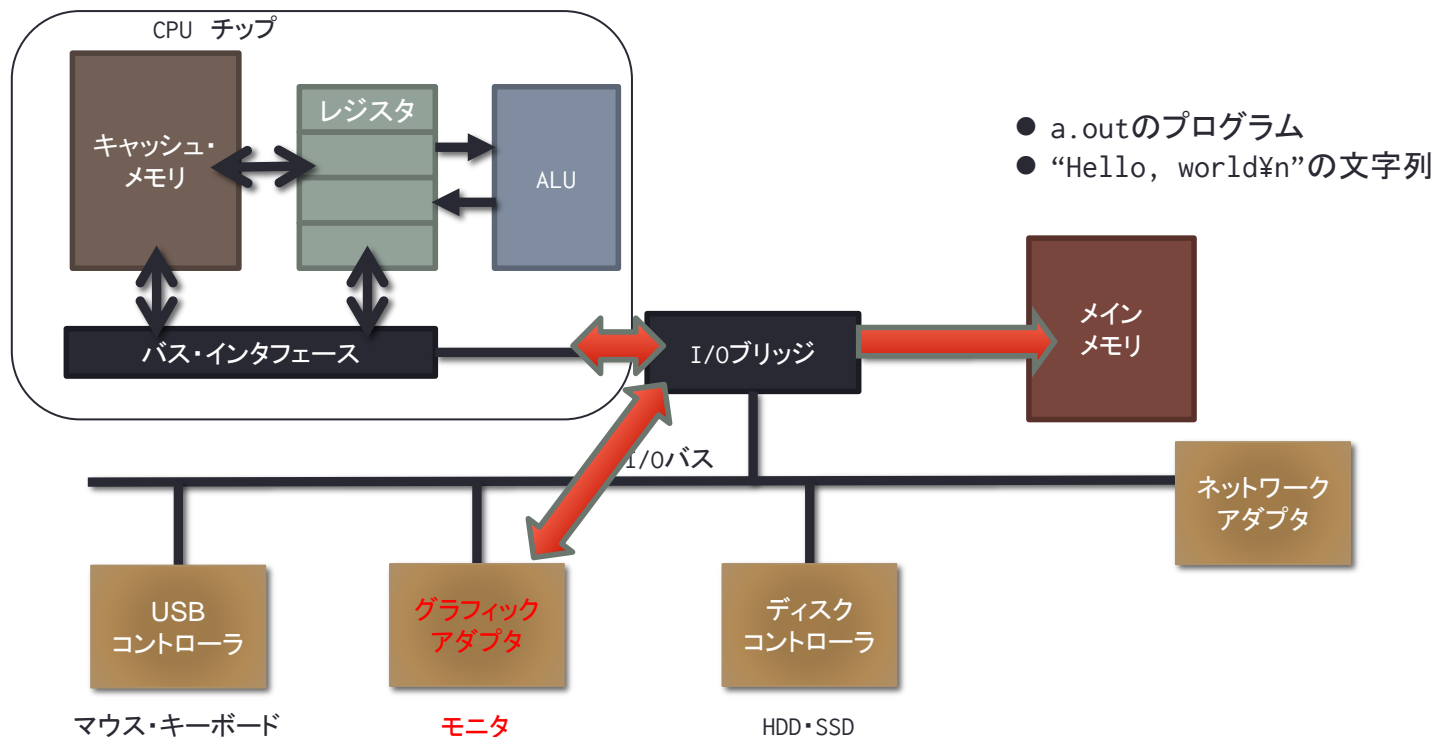 CPU チップ
キャッシュ・
メモリ
レジスタ
ALU
バス・インタフェース
I/Oブリッジ
● a.outのプログラム
● “Hello, world¥n”の文字列
メイン
メモリ
I/Oバス
ネットワーク
アダプタ
USB
コントローラ
グラフィック
アダプタ
ディスク
コントローラ
マウス・キーボード
モニタ
HDD・SSD